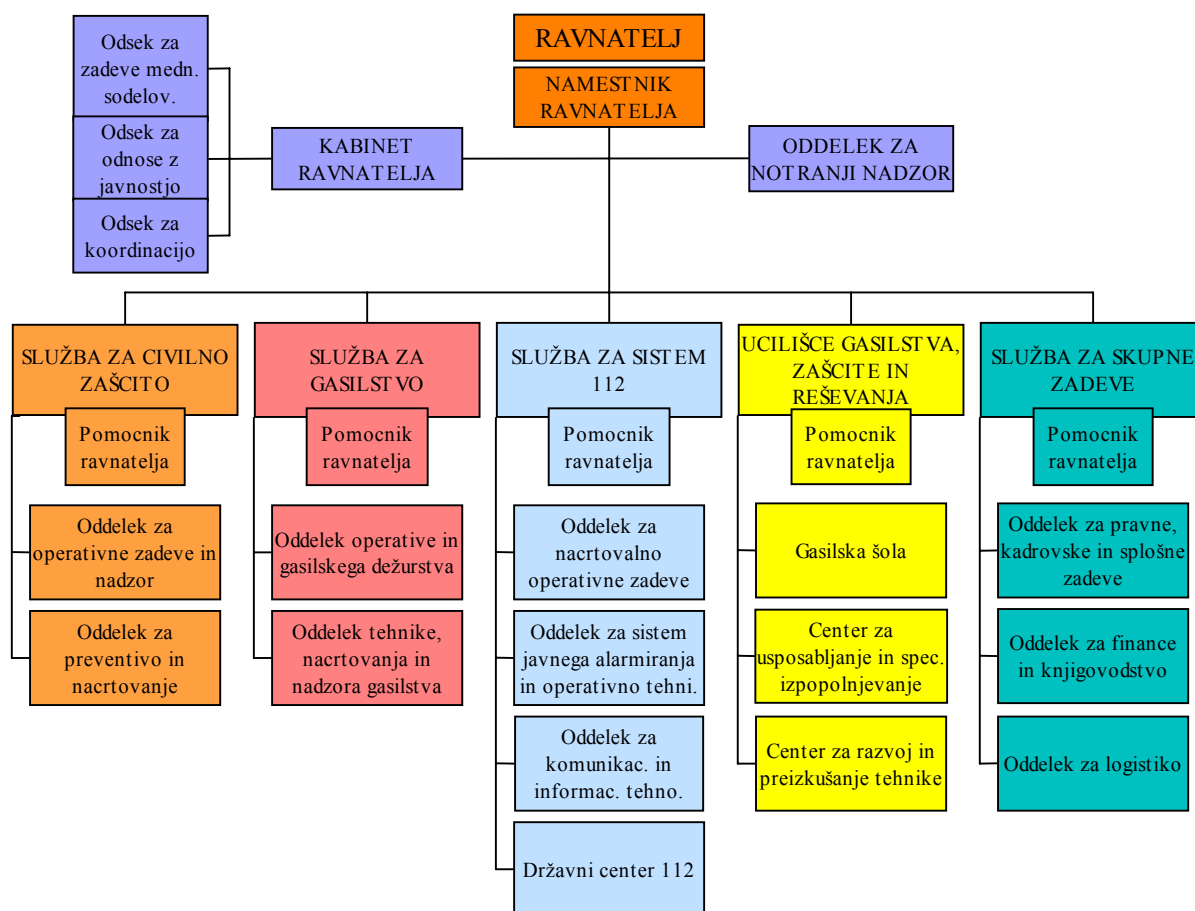 RAVNATELJ
NAMESTNIK
RAVNATELJA
Odsek za
zadeve medn.
sodelov.
Odsek za
odnose z
javnostjo
Odsek za
koordinacijo
KABINET
RAVNATELJA
ODDELEK ZA
NOTRANJI NADZOR
SLUŽBA ZA CIVILNO
ZAŠCITO
Pomocnik
ravnatelja
Oddelek za
operativne zadeve in
nadzor
Oddelek za
preventivo in
nacrtovanje
SLUŽBA ZA
GASILSTVO
Pomocnik
ravnatelja
Oddelek operative in
gasilskega dežurstva
Oddelek tehnike,
nacrtovanja in
nadzora gasilstva
SLUŽBA ZA SISTEM
112
Pomocnik
ravnatelja
Oddelek za
nacrtovalno
operativne zadeve
Oddelek za sistem
javnega alarmiranja
in operativno tehni.
Oddelek za
komunikac. in
informac. tehno.
Državni center 112
UCILIŠCE GASILSTVA,
ZAŠCITE IN
REŠEVANJA
Pomocnik
ravnatelja
Gasilska šola
Center za
usposabljanje in spec.
izpopolnjevanje
Center za razvoj in
preizkušanje tehnike
SLUŽBA ZA SKUPNE
ZADEVE
Pomocnik
ravnatelja
Oddelek za pravne,
kadrovske in splošne
zadeve
Oddelek za finance
in knjigovodstvo
Oddelek za logistiko